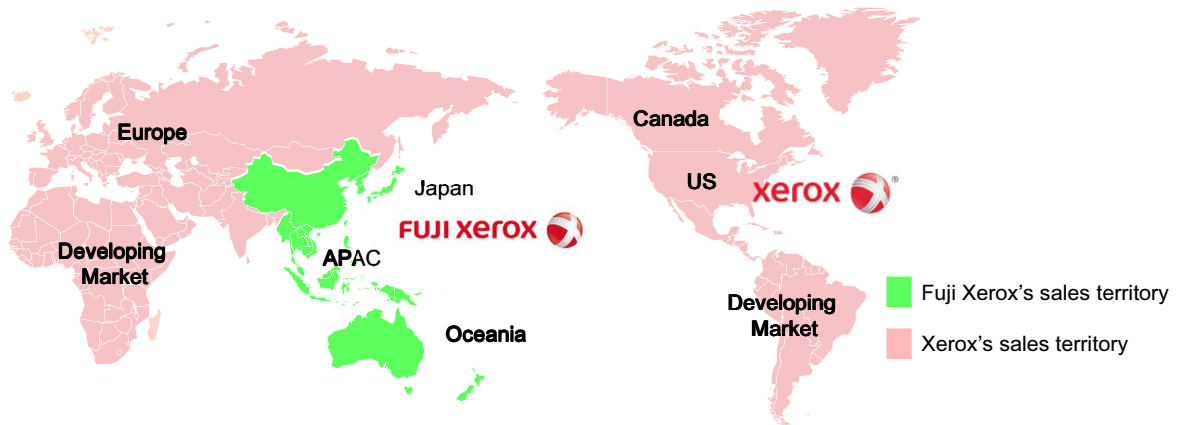 Canada
Europe
US
Japan
xerox ®
FUJI xerox
Developing
Market
APAC
Fuji Xerox’s sales territory
Developing
Market
Oceania
Xerox’s sales territory